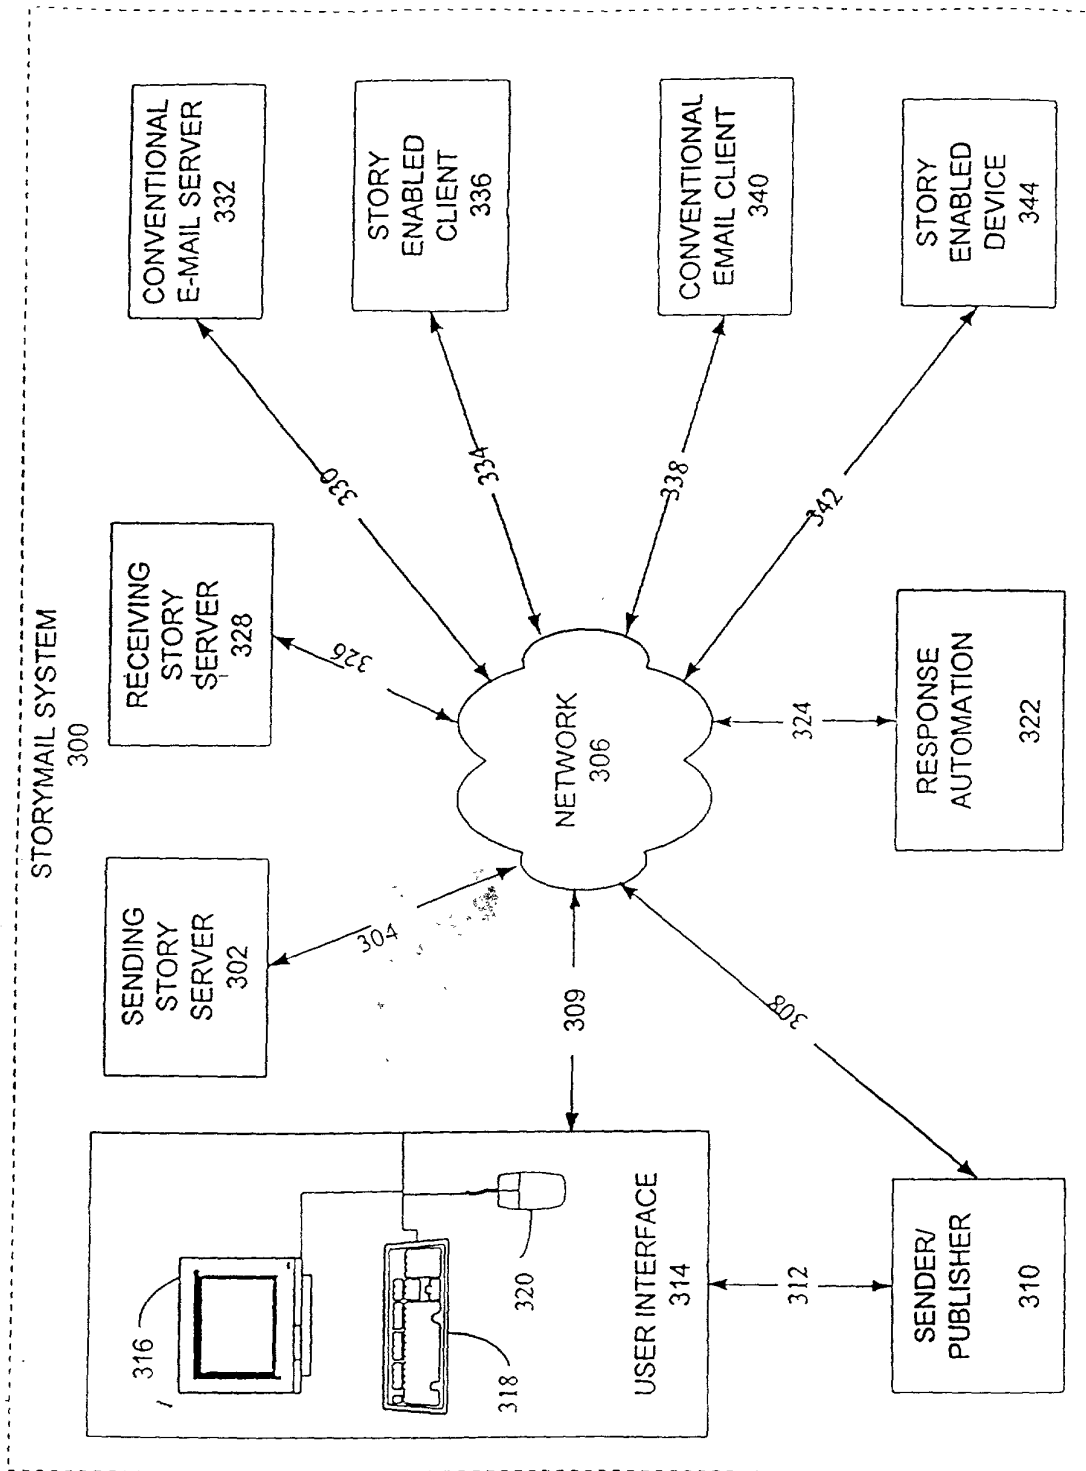 STORYMAIL SYSTEM
300
SENDING
STORY
SERVER
302
RECEIVING
STORY
SERVER
328
CONVENTIONAL
E-MAIL SERVER
332
STORY
ENABLED
CLIENT
336
CONVENTIONAL
EMAIL CLIENT
340
STORY
ENABLED
DEVICE
344
304
326
330
334
338
342
NETWORK
306
309
308
324
316
318
320
USER INTERFACE
314
312
SENDER/
PUBLISHER
310
RESPONSE
AUTOMATION
322